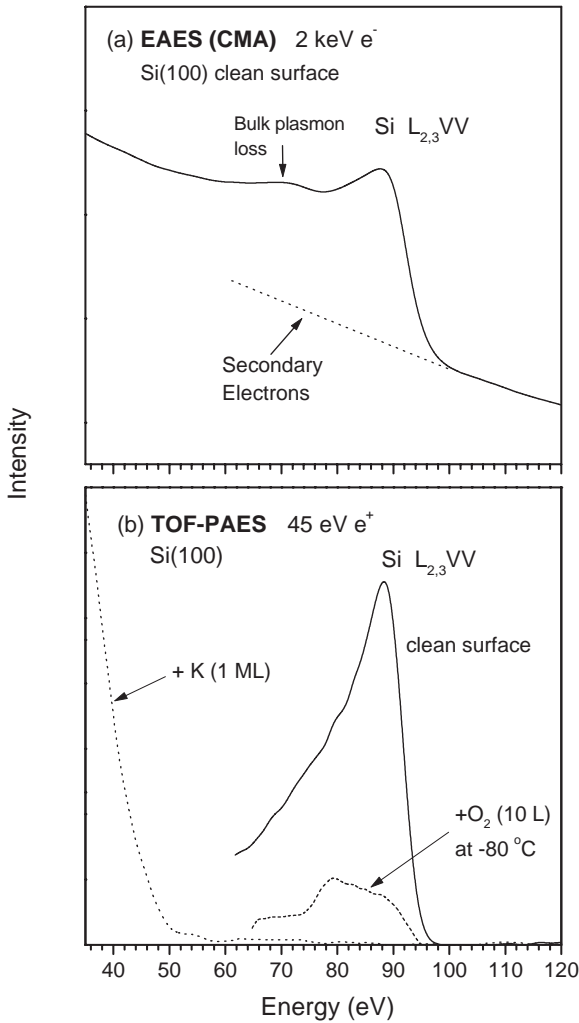 (a) EAES (CMA) 2 keV e⁻
Si(100) clean surface
Bulk plasmon
loss
Si L₂,₃VV
Secondary
Electrons
Intensity
(b) TOF-PAES 45 eV e⁺
Si(100)
Si L₂,₃VV
clean surface
+ K (1 ML)
+O₂ (10 L)
at -80 °C
40 50 60 70 80 90 100 110 120
Energy (eV)